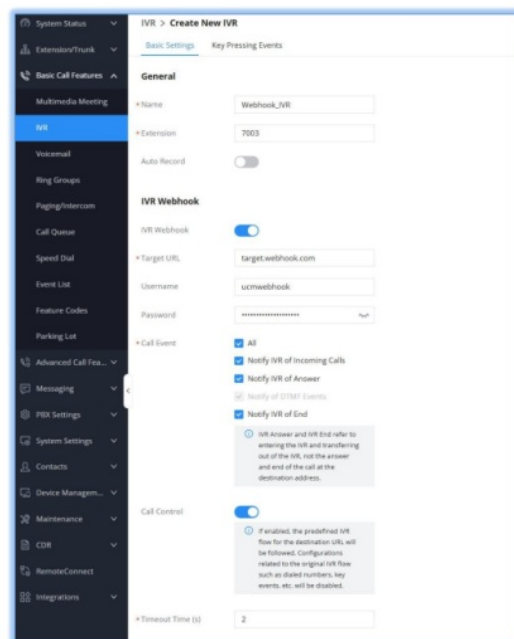 System Status
Extension/Trunk
Basic Call Features
Multimedia Meeting
IVR
Voicemail
Ring Groups
Paging/Intercom
Call Queue
Speed Dial
Event List
Feature Codes
Parking Lot
Advanced Call Fea...
Messaging
PBX Settings
System Settings
Contacts
Device Managem...
Maintenance
CDR
RemoteConnect
Integrations
IVR > Create New IVR
Basic Settings Key Pressing Events
General
* Name Webhook_IVR
* Extension 7003
Auto Record
IVR Webhook
IVR Webhook
* Target URL target.webhook.com
Username ucmwebhook
Password ********************
* Call Event All
Notify IVR of Incoming Calls
Notify IVR of Answer
Notify of DTMF Events
Notify IVR of End
IVR Answer and IVR End refer to
entering the IVR and transferring
out of the IVR, not the answer
and end of the call at the
destination address.
Call Control
If enabled, the predefined IVR
flow for the destination URL will
be followed. Configurations
related to the original IVR flow
such as dialed numbers, key
events, etc. will be disabled.
* Timeout Time (s) 2